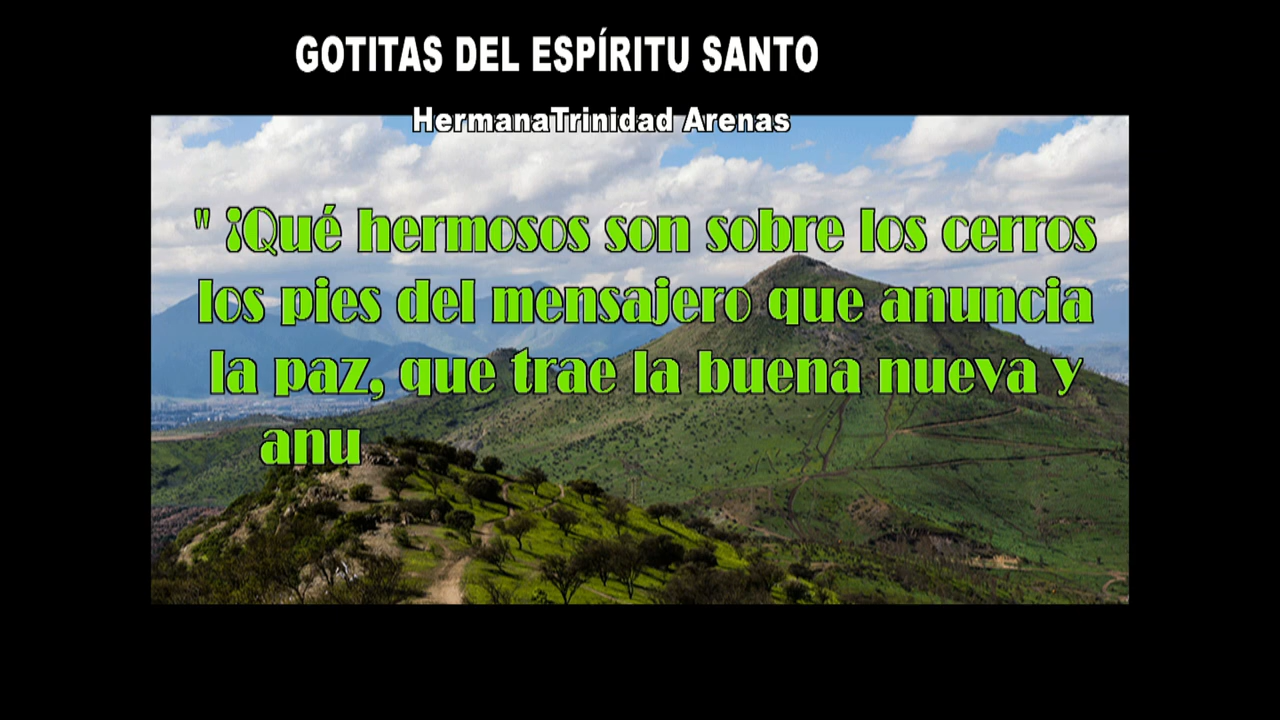 GOTITAS DEL ESPÍRITU SANTO
HermanaTrinidad Arenas
" ¡Qué hermosos son sobre los cerros
los pies del mensajero que anuncia
la paz, que trae la buena nueva y
anu